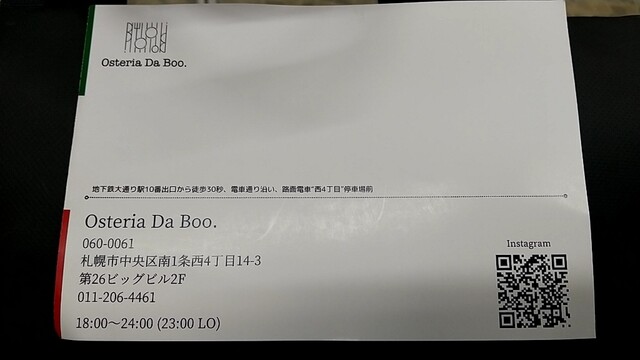 Osteria Da Boo.
地下鉄大通り駅10番出口から徒歩30秒、電車通り沿い、路面電車"西4丁目"停車場前
Osteria Da Boo.
060-0061
札幌市中央区南1条西4丁目14-3
第26ビッグビル2F
011-206-4461
18:00〜24:00 (23:00 LO)
Instagram